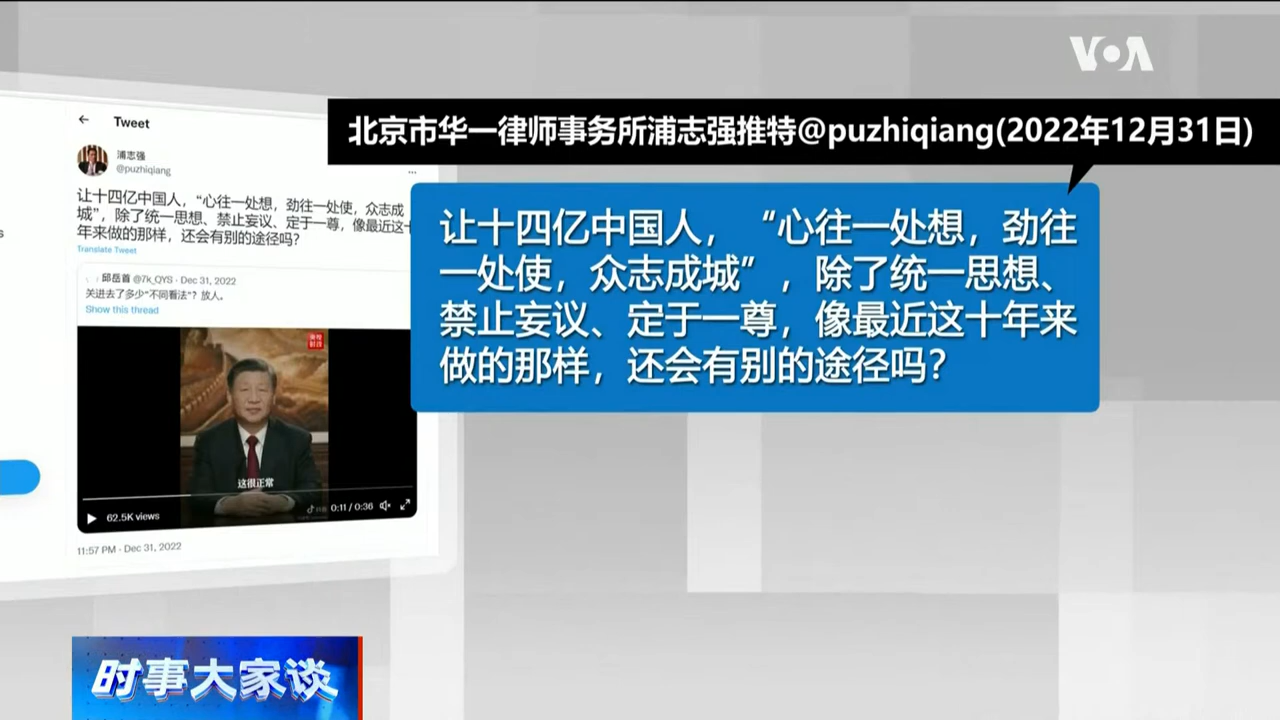 VOA
北京市华一律师事务所浦志强推特@puzhiqiang(2022年12月31日)
让十四亿中国人，“心往一处想，劲往
一处使，众志成城”，除了统一思想、
禁止妄议、定于一尊，像最近这十年来
做的那样，还会有别的途径吗？
Tweet
浦志强
@puzhiqiang
让十四亿中国人，“心往一处想，劲往一处使，众志成
城”，除了统一思想、禁止妄议、定于一尊，像最近这十
年来做的那样，还会有别的途径吗？
Translate Tweet
邱岳首 @7k_QYS · Dec 31, 2022
关进去了多少“不同看法”？放人。
Show this thread
这很正常
62.5K views
0:11 / 0:36
11:57 PM · Dec 31, 2022
时事大家谈